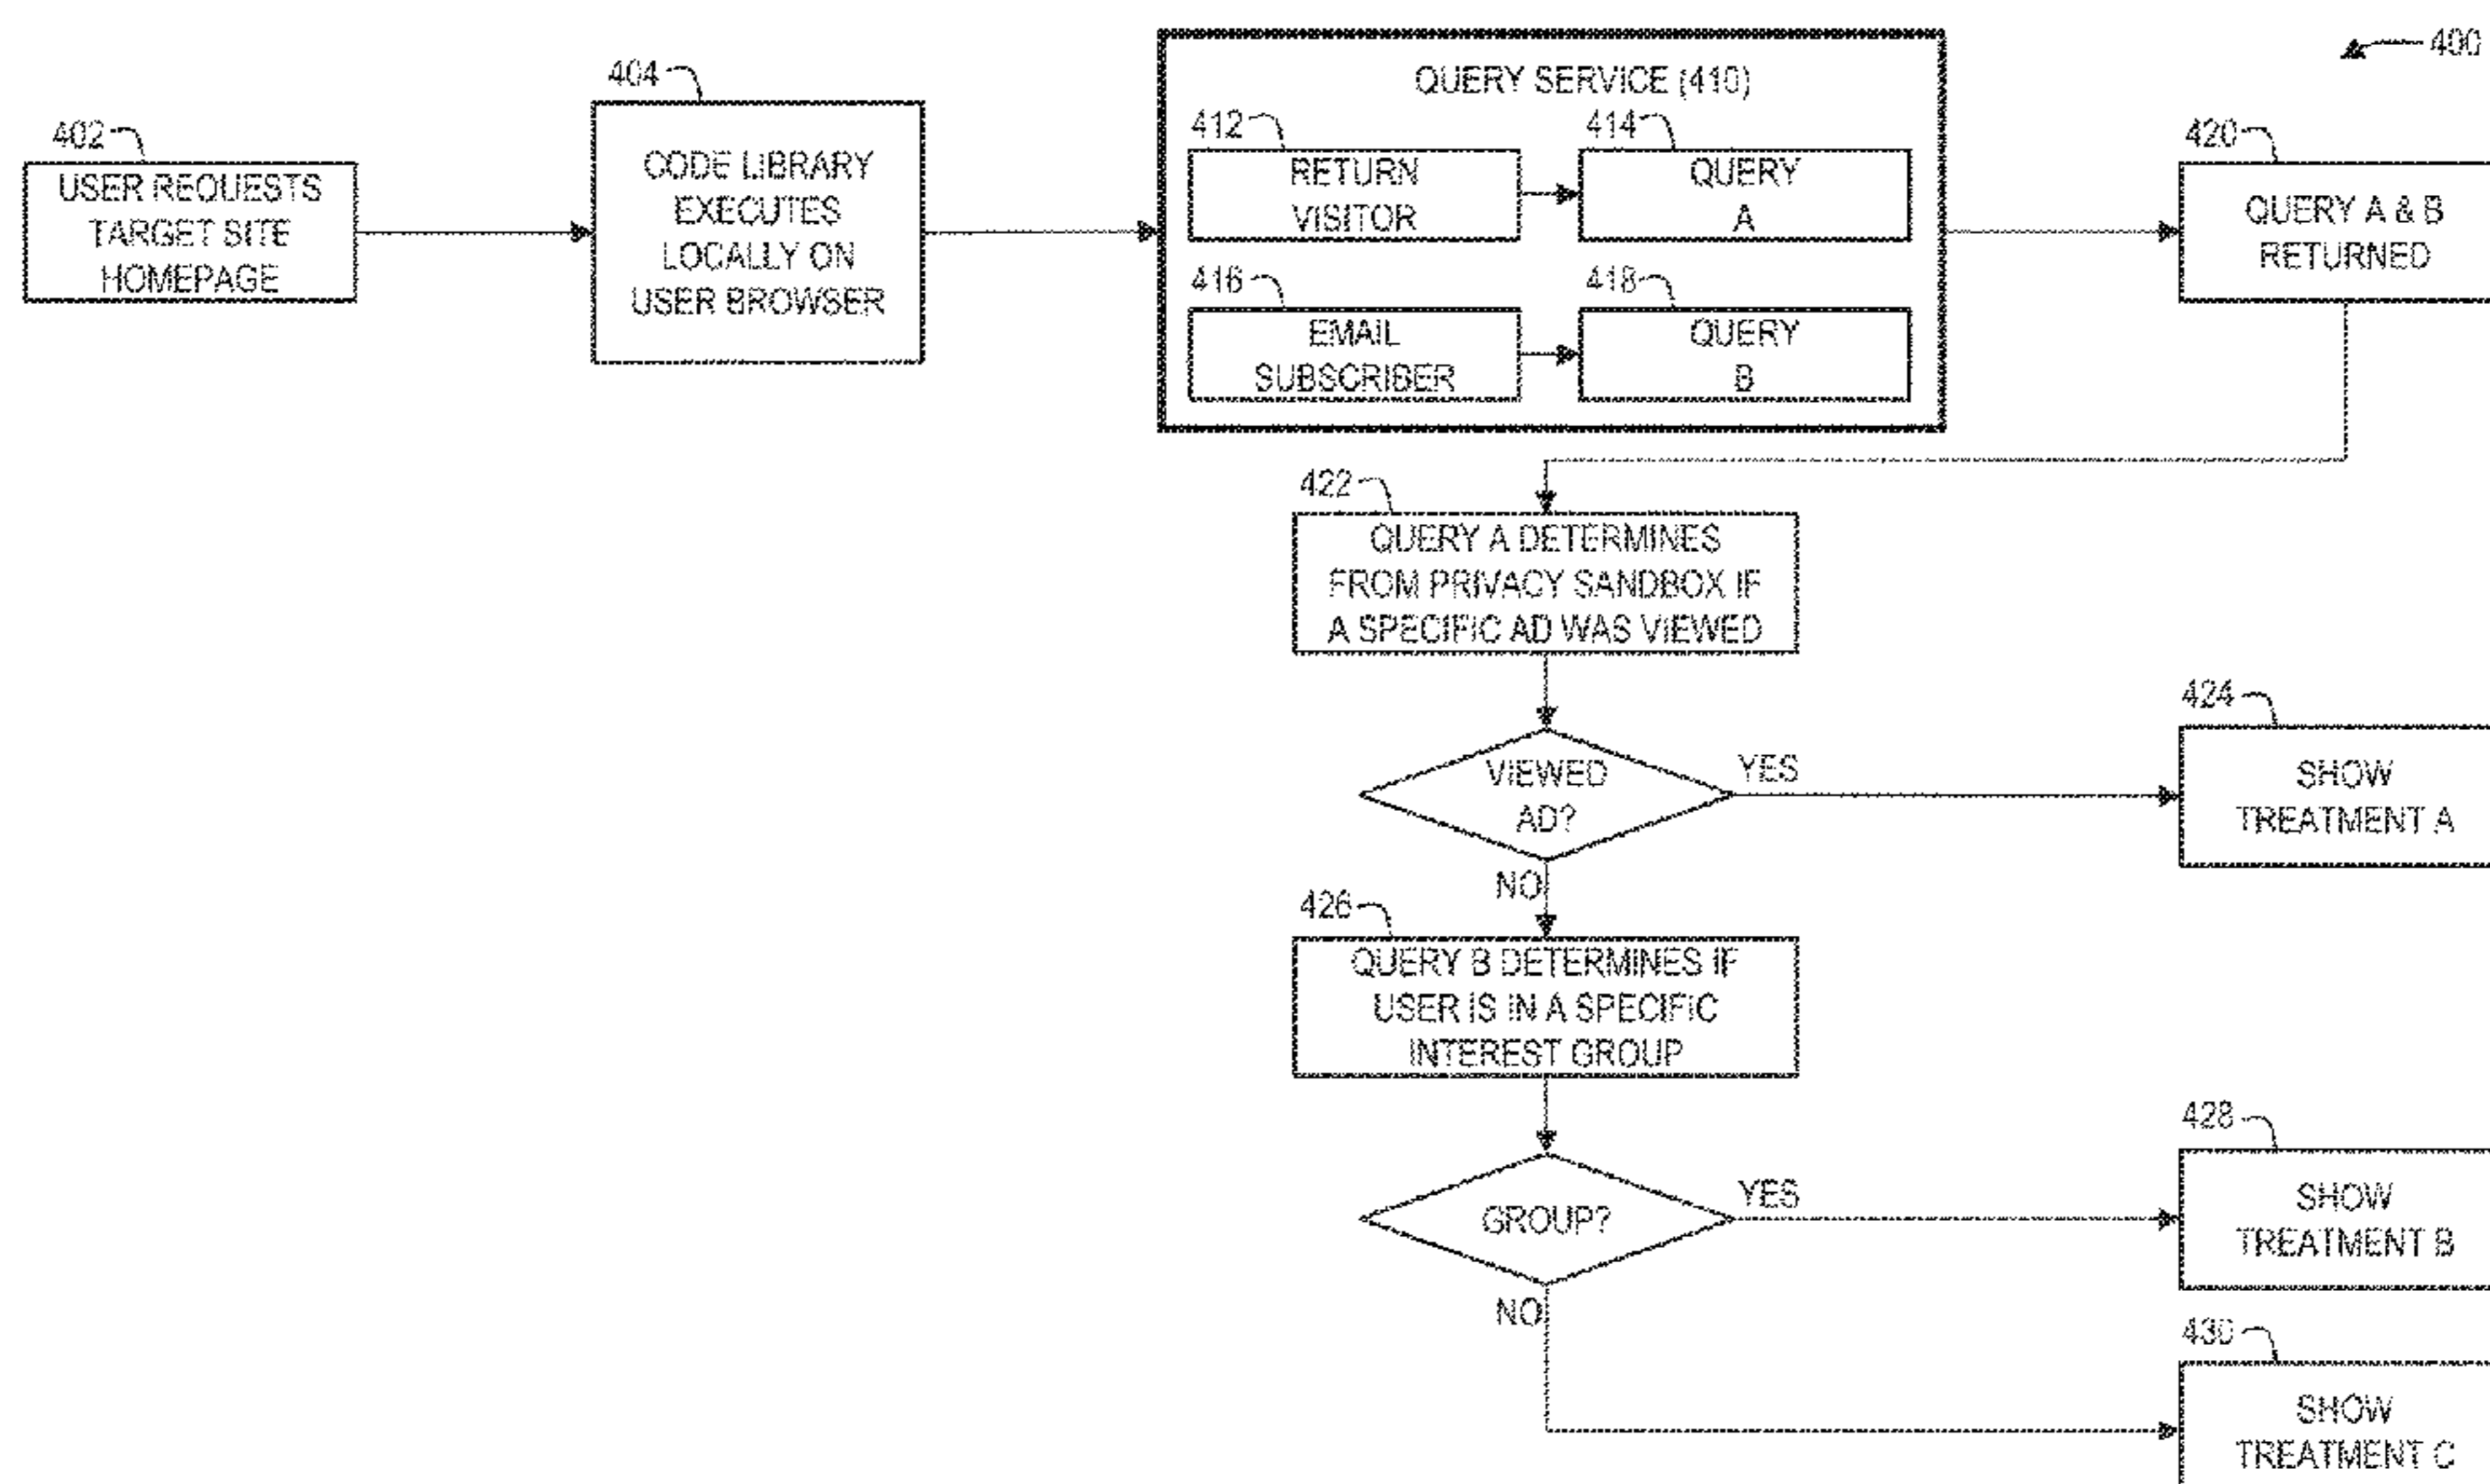 400
402
USER REQUESTS
TARGET SITE
HOMEPAGE
404
CODE LIBRARY
EXECUTES
LOCALLY ON
USER BROWSER
QUERY SERVICE (410)
412
RETURN
VISITOR
414
QUERY
A
416
EMAIL
SUBSCRIBER
418
QUERY
B
420
QUERY A & B
RETURNED
422
QUERY A DETERMINES
FROM PRIVACY SANDBOX IF
A SPECIFIC AD WAS VIEWED
VIEWED
AD?
YES
424
SHOW
TREATMENT A
NO
426
QUERY B DETERMINES IF
USER IS IN A SPECIFIC
INTEREST GROUP
GROUP?
YES
428
SHOW
TREATMENT B
NO
430
SHOW
TREATMENT C